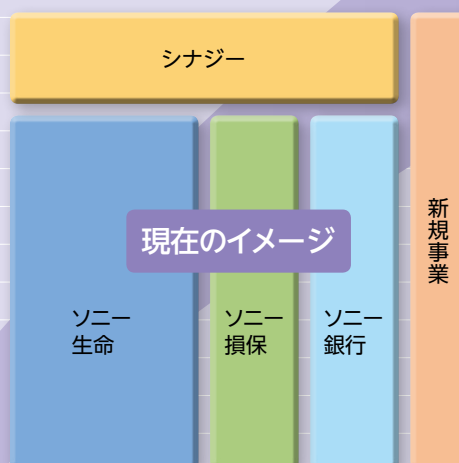 シナジー
現在のイメージ
ソニー
生命
ソニー
損保
ソニー
銀行
新規事業